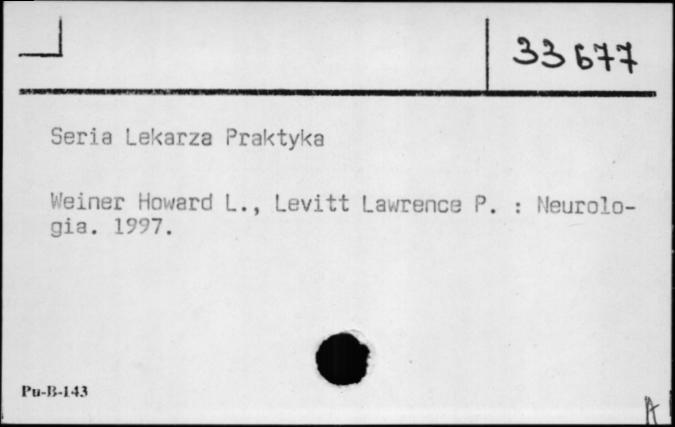 33677
Seria Lekarza Praktyka
Weiner Howard L., Levitt Lawrence P. : Neurolo-
gia. 1997.
Pu-B-143
A